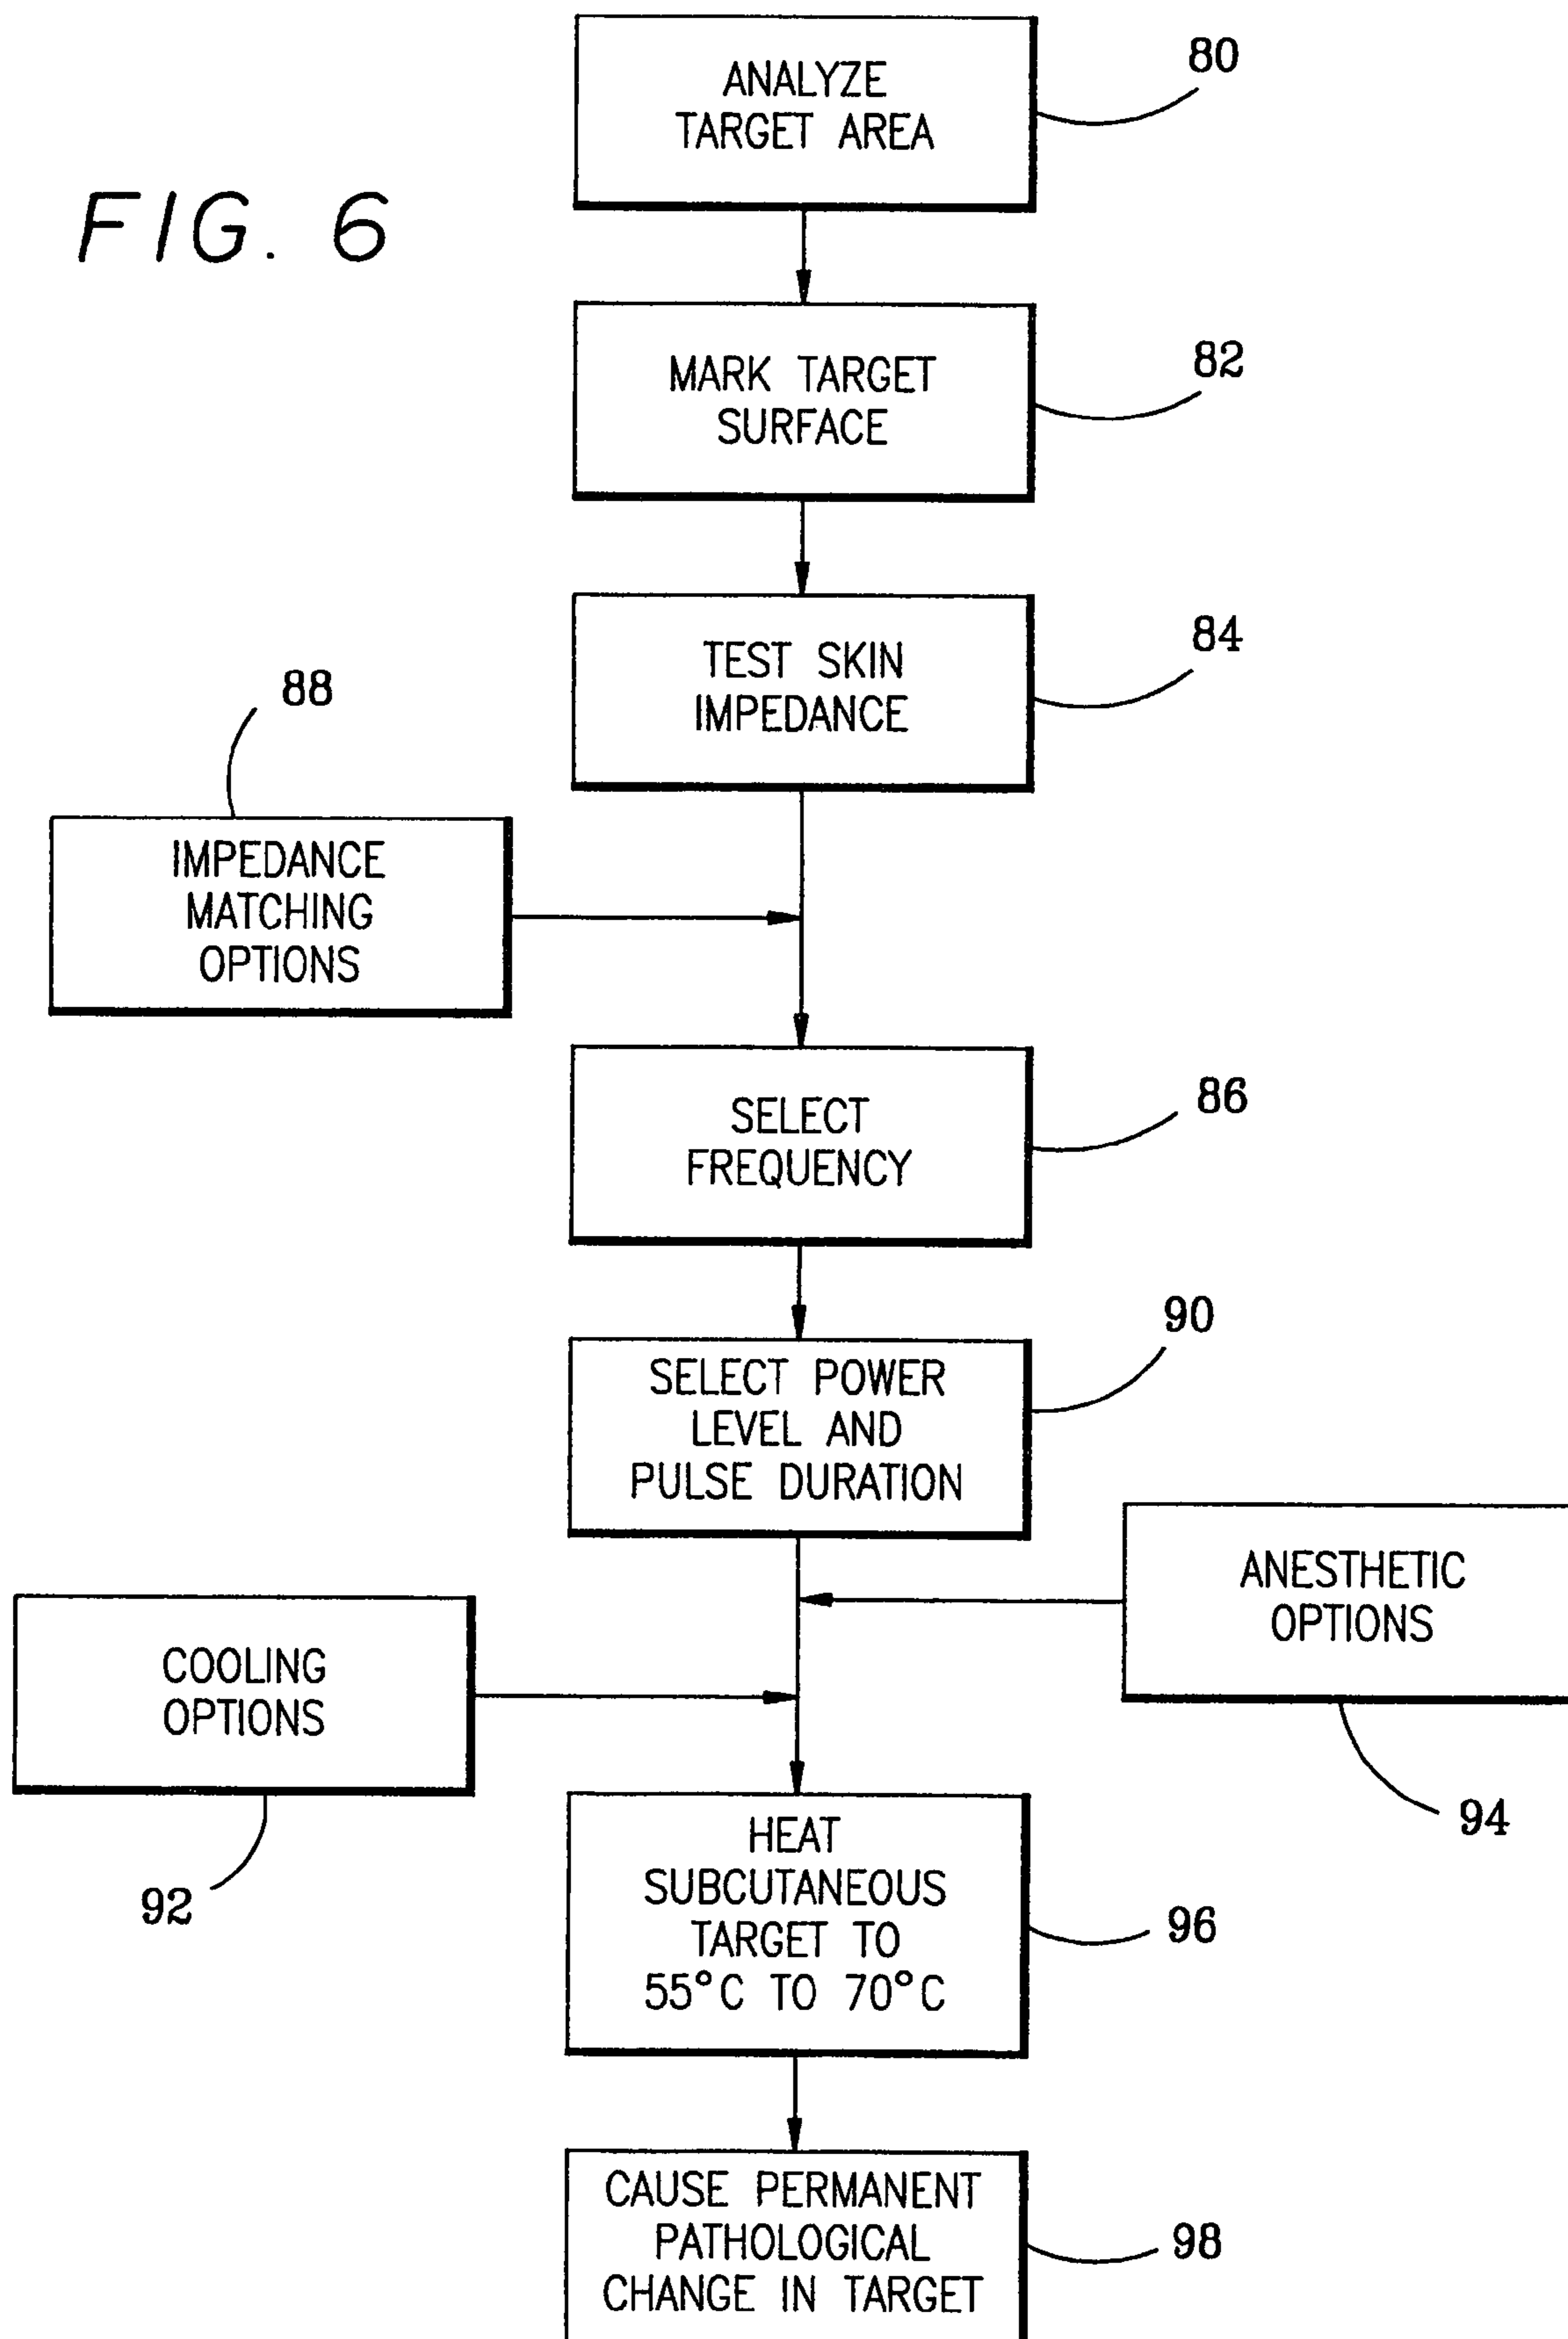 FIG. 6
ANALYZE
TARGET AREA
80
MARK TARGET
SURFACE
82
TEST SKIN
IMPEDANCE
84
88
IMPEDANCE
MATCHING
OPTIONS
SELECT
FREQUENCY
86
SELECT POWER
LEVEL AND
PULSE DURATION
90
ANESTHETIC
OPTIONS
94
COOLING
OPTIONS
92
HEAT
SUBCUTANEOUS
TARGET TO
55°C TO 70°C
96
CAUSE PERMANENT
PATHOLOGICAL
CHANGE IN TARGET
98